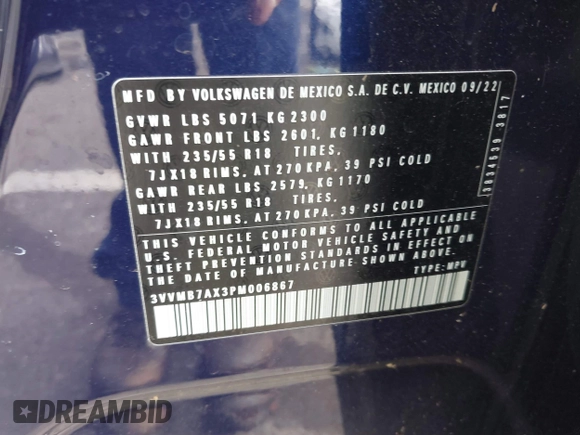 MFD BY VOLKSWAGEN DE MEXICO S.A. DE C.V. MEXICO 09/22
GVWR LBS 5071 KG 2300
GAWR FRONT LBS 2601, KG 1180
WITH 235/55 R18 TIRES.
7JX18 RIMS, AT 270 KPA, 39 PSI COLD
GAWR REAR LBS 2579, KG 1170
WITH 235/55 R18 TIRES.
7JX18 RIMS, AT 270 KPA, 39 PSI COLD
THIS VEHICLE CONFORMS TO ALL APPLICABLE
U.S. FEDERAL MOTOR VEHICLE SAFETY AND
THEFT PREVENTION STANDARDS IN EFFECT ON
THE DATE OF MANUFACTURE SHOWN ABOVE.
3VVMB7AX3PM006867 TYPE: MPV
3834639 3817
DREAMBID